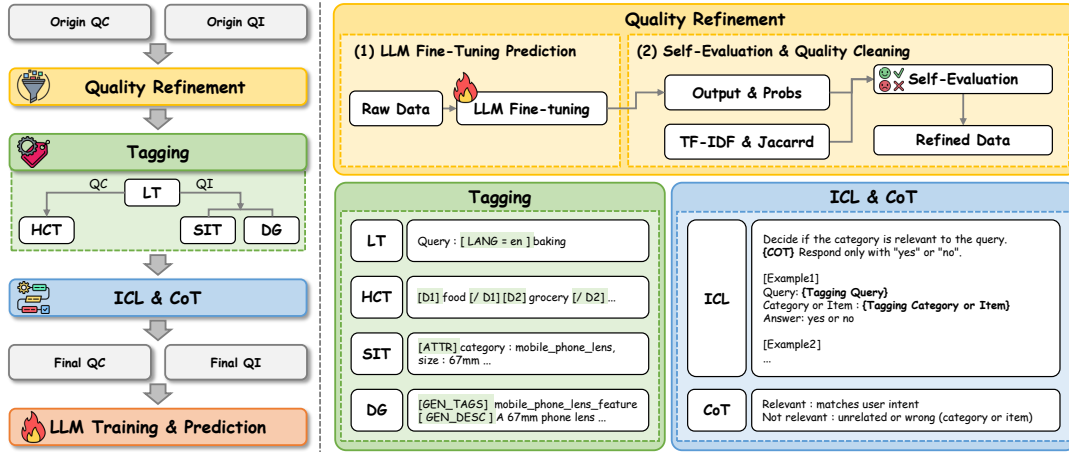 Origin QC
Origin QI
Quality Refinement
Tagging
QC
QI
LT
HCT
SIT
DG
ICL & CoT
Final QC
Final QI
LLM Training & Prediction
Quality Refinement
(1) LLM Fine-Tuning Prediction
Raw Data
LLM Fine-tuning
(2) Self-Evaluation & Quality Cleaning
Output & Probs
TF-IDF & Jacarrd
Self-Evaluation
Refined Data
Tagging
LT
Query : [ LANG = en ] baking
HCT
[D1] food [/ D1] [D2] grocery [/ D2] ...
SIT
[ATTR] category : mobile_phone_lens,
size : 67mm ...
DG
[GEN_TAGS] mobile_phone_lens_feature
[ GEN_DESC ] A 67mm phone lens ...
ICL & CoT
ICL
Decide if the category is relevant to the query.
{COT} Respond only with "yes" or "no".
[Example1]
Query: {Tagging Query}
Category or Item : {Tagging Category or Item}
Answer: yes or no
[Example2]
...
CoT
Relevant : matches user intent
Not relevant : unrelated or wrong (category or item)